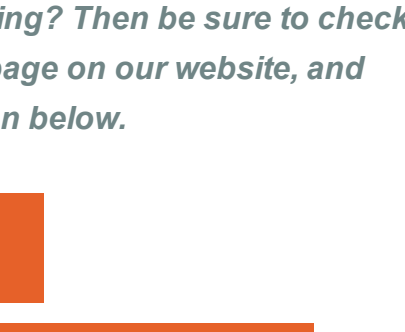 ing? Then be sure to check
page on our website, and
n below.